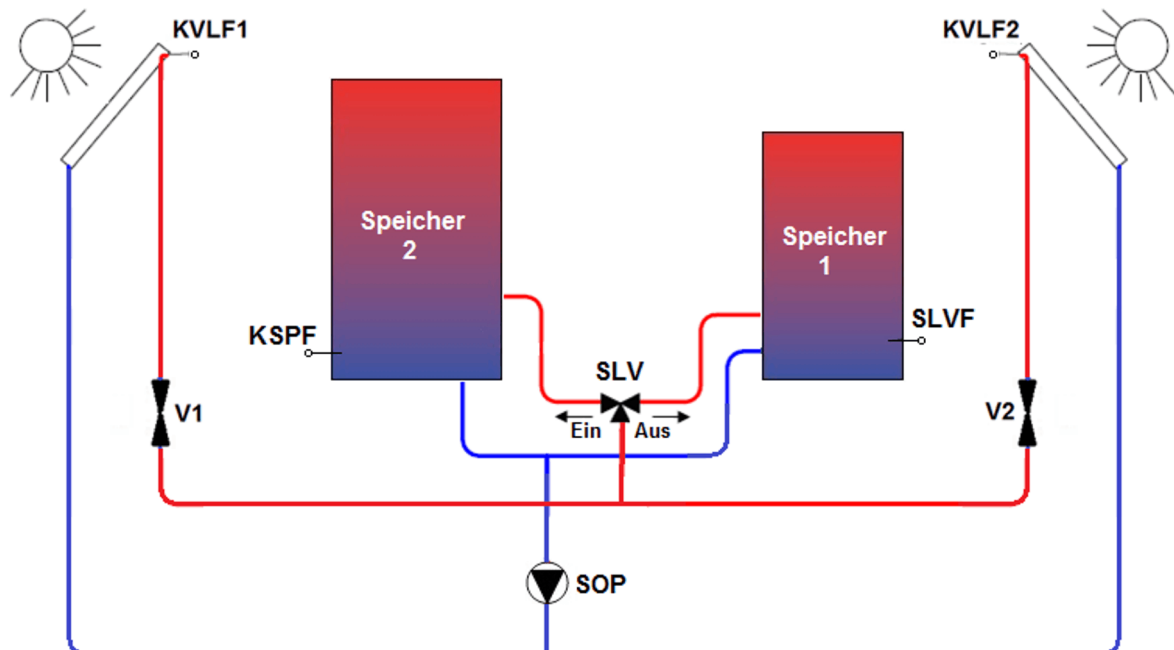 KVLF1
KVLF2
Speicher
2
Speicher
1
KSPF
SLVF
SLV
V1
Ein
Aus
V2
SOP